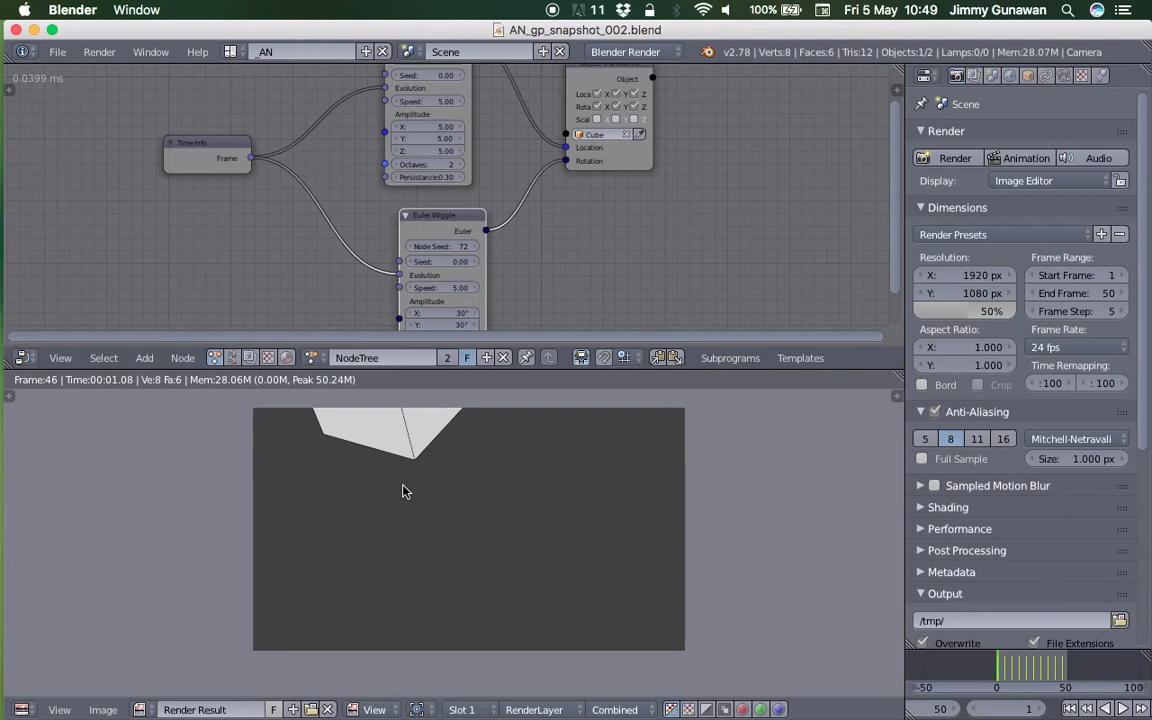 Blender Window 11 100% Fri 5 May 10:49 Jimmy Gunawan
AN_gp_snapshot_002.blend
File Render Window Help _AN Scene Blender Render v2.78 | Verts:8 | Faces:6 | Tris:12 | Objects:1/2 | Lamps:0/0 | Mem:28.07M | Camera
0.0399 ms
Seed: 0.00
Evolution
Speed: 5.00
Amplitude
X: 5.00
Y: 5.00
Z: 5.00
Octaves: 2
Persistance:0.30
Time Info
Frame
Object
Loca X Y Z
Rota X Y Z
Scal X Y Z
Cube
Location
Rotation
Euler Wiggle
Euler
Node Seed: 72
Seed: 0.00
Evolution
Speed: 5.00
Amplitude
X: 30°
Y: 30°
View Select Add Node NodeTree 2 F Subprograms Templates
Frame:46 | Time:00:01.08 | Ve:8 Fa:6 | Mem:28.06M (0.00M, Peak 50.24M)
View Image Render Result F View Slot 1 RenderLayer Combined
Scene
Render
Render Animation Audio
Display: Image Editor
Dimensions
Render Presets
Resolution: Frame Range:
X: 1920 px Start Frame: 1
Y: 1080 px End Frame: 50
50% Frame Step: 5
Aspect Ratio: Frame Rate:
X: 1.000 24 fps
Y: 1.000 Time Remapping:
Bord Crop :100 :100
Anti-Aliasing
5 8 11 16 Mitchell-Netravali
Full Sample Size: 1.000 px
Sampled Motion Blur
Shading
Performance
Post Processing
Metadata
Output
/tmp/
Overwrite File Extensions
-50 0 50 100
50 1